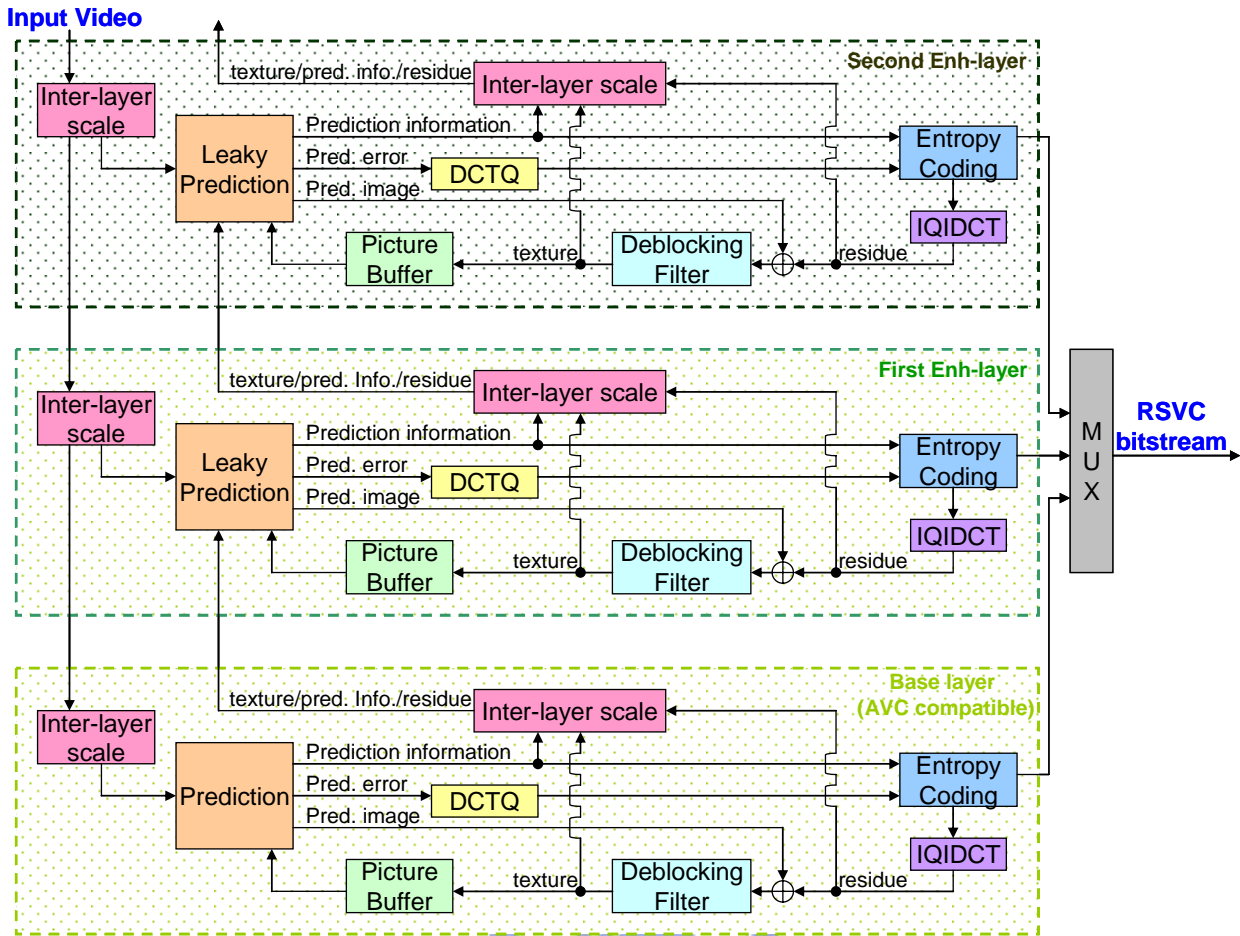 Input Video
Second Enh-layer
texture/pred. info./residue
Inter-layer scale
Inter-layer
scale
Prediction information
Leaky
Prediction
Pred. error
DCTQ
Pred. image
Entropy
Coding
IQIDCT
Picture
Buffer
texture
Deblocking
Filter
residue
First Enh-layer
texture/pred. Info./residue
Inter-layer scale
Inter-layer
scale
Prediction information
Leaky
Prediction
Pred. error
DCTQ
Pred. image
Entropy
Coding
IQIDCT
Picture
Buffer
texture
Deblocking
Filter
residue
M
U
X
RSVC
bitstream
Base layer
(AVC compatible)
texture/pred. Info./residue
Inter-layer scale
Inter-layer
scale
Prediction information
Prediction
Pred. error
DCTQ
Pred. image
Entropy
Coding
IQIDCT
Picture
Buffer
texture
Deblocking
Filter
residue